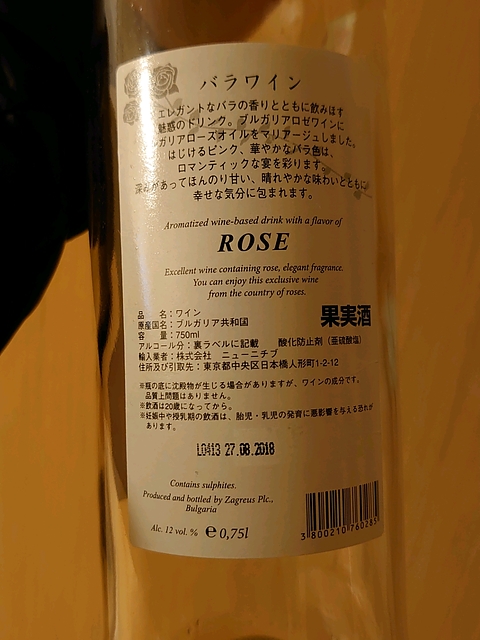 バラワイン
エレガントなバラの香りとともに飲みほす
魅惑のドリンク。ブルガリアロゼワインに
ガリアローズオイルをマリアージュしました。
はじけるピンク、華やかなバラ色は、
ロマンティックな宴を彩ります。
深みがあってほんのり甘い、晴れやかな味わいとともに
幸せな気分に包まれます。
Aromatized wine-based drink with a flavor of
ROSE
Excellent wine containing rose, elegant fragrance.
You can enjoy this exclusive wine
from the country of roses.
品 名：ワイン
果実酒
原産国名：ブルガリア共和国
容 量：750ml
アルコール分：裏ラベルに記載 酸化防止剤（亜硫酸塩）
輸入業者：株式会社 ニューニチブ
住所及び引取先：東京都中央区日本橋人形町1-2-12
※瓶の底に沈殿物が生じる場合がありますが、ワインの成分です。
品質上問題はありません。
※飲酒は20歳になってから。
※妊娠中や授乳期の飲酒は、胎児・乳児の発育に悪影響を与える恐れが
あります。
L0413 27.08.2018
Contains sulphites.
Produced and bottled by Zagreus Plc.,
Bulgaria
Alc. 12 vol. % e 0,75l
3 800210 760285